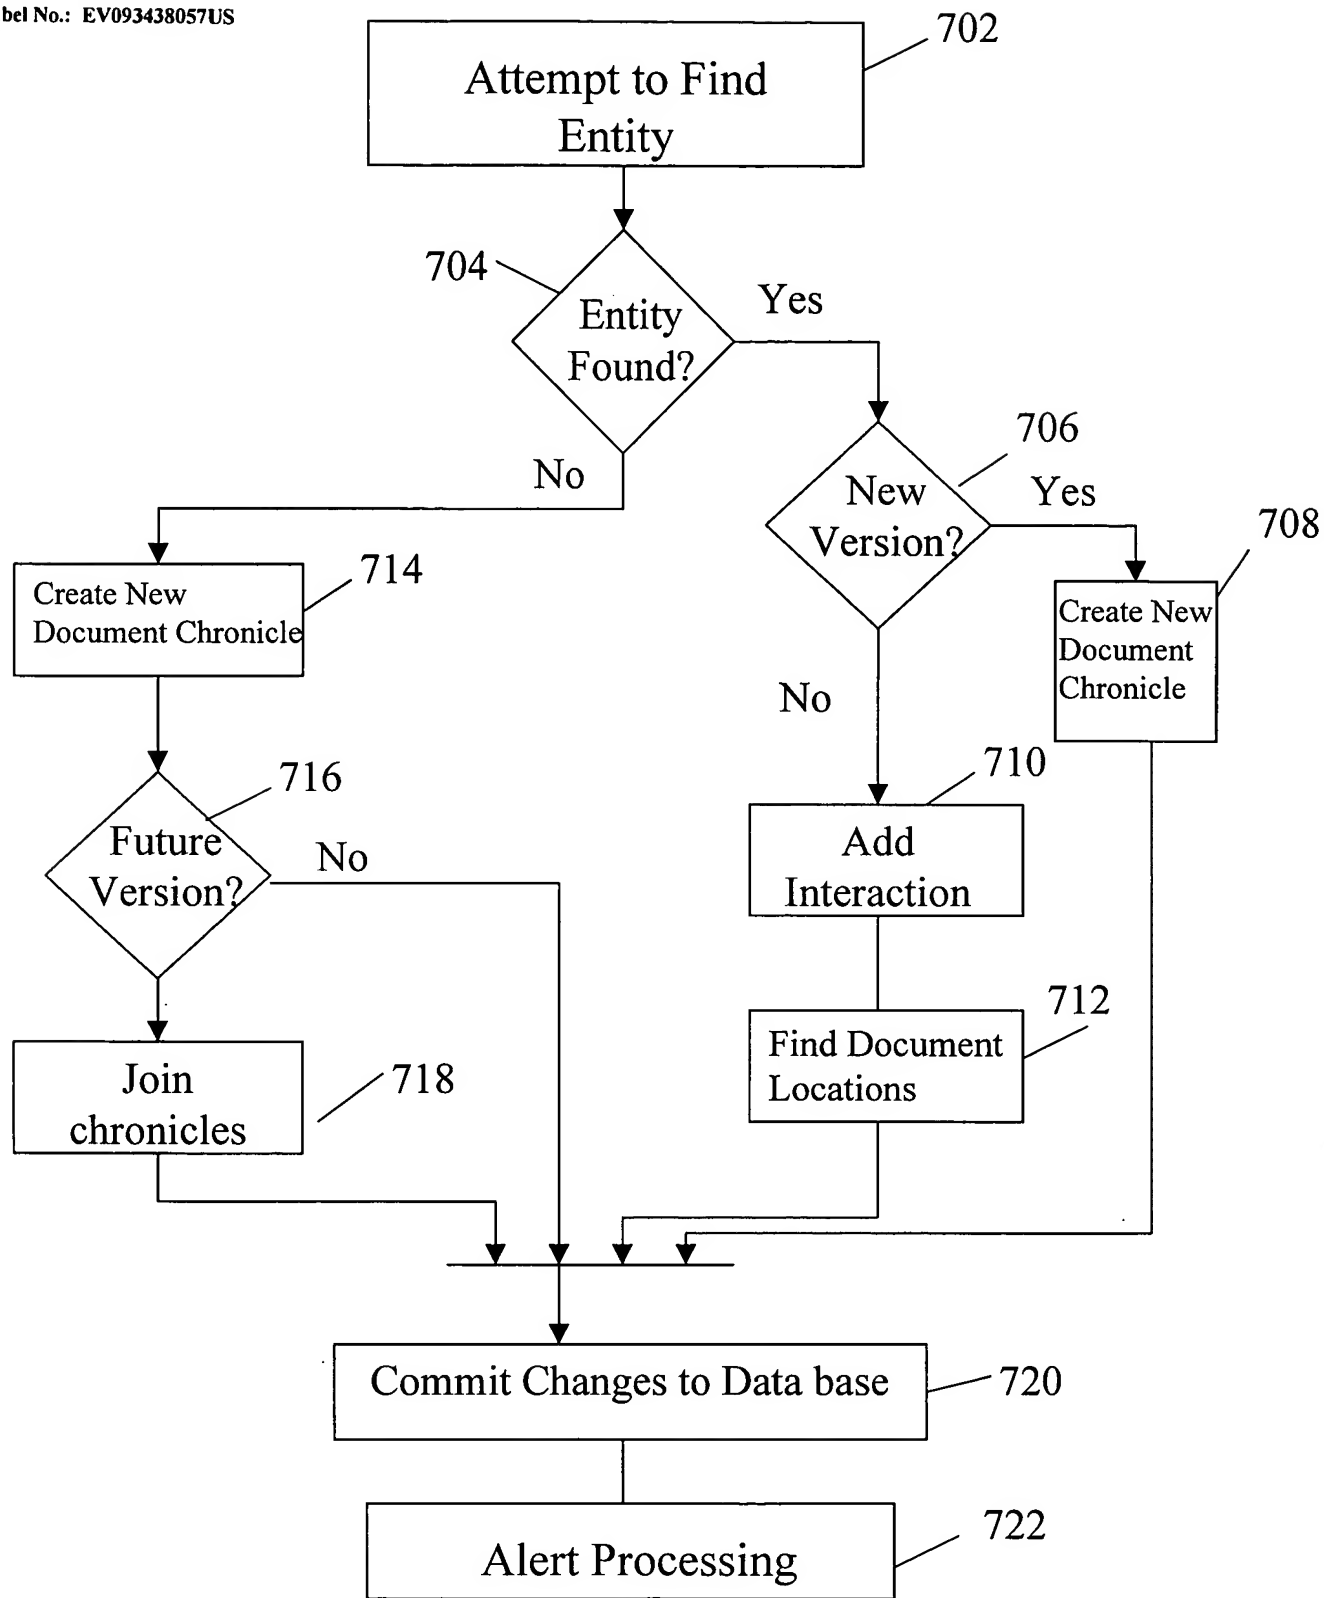 bel No.: EV093438057US
702
Attempt to Find
Entity
704
Entity
Found?
Yes
No
706
New
Version?
Yes
708
Create New
Document
Chronicle
714
Create New
Document Chronicle
No
716
Future
Version?
No
710
Add
Interaction
712
Find Document
Locations
Join
chronicles
718
Commit Changes to Data base
720
Alert Processing
722